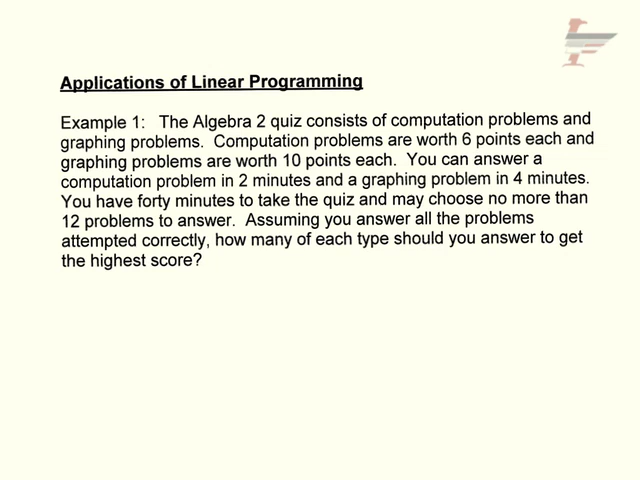 Applications of Linear Programming
Example 1: The Algebra 2 quiz consists of computation problems and
graphing problems. Computation problems are worth 6 points each and
graphing problems are worth 10 points each. You can answer a
computation problem in 2 minutes and a graphing problem in 4 minutes.
You have forty minutes to take the quiz and may choose no more than
12 problems to answer. Assuming you answer all the problems
attempted correctly, how many of each type should you answer to get
the highest score?